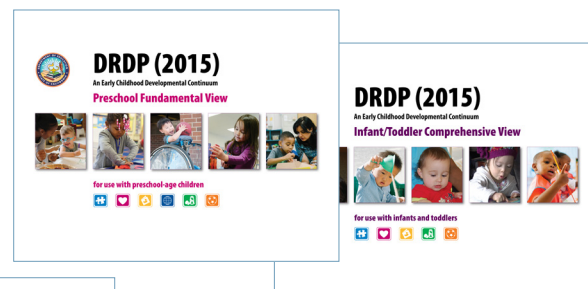 DRDP (2015)
An Early Childhood Developmental Continuum
Preschool Fundamental View
for use with preschool-age children
DRDP (2015)
An Early Childhood Developmental Continuum
Infant/Toddler Comprehensive View
for use with infants and toddlers